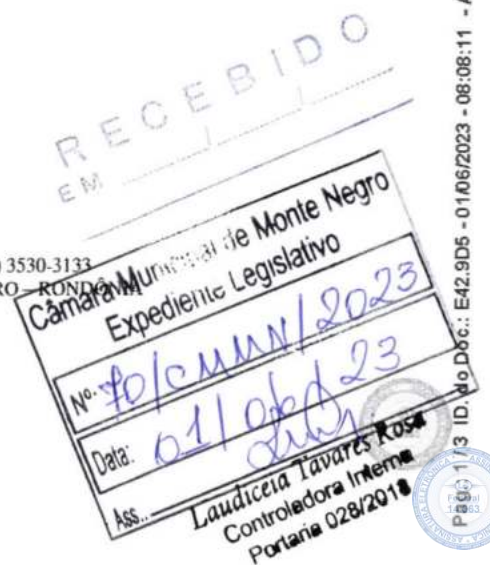 RECEBIDO
EM / /
3530-3133
RO – RONDÔNIA
Câmara Municipal de Monte Negro
Expediente Legislativo
Nº. 70/CMMN/2023
Data: 01/06/23
Ass.
Laudiceia Tavares Rosa
Controladora Interna
Portaria 028/2018
Pág. 1 / 3 ID. do Doc.: E42.9D5 - 01/06/2023 - 08:08:11 - A